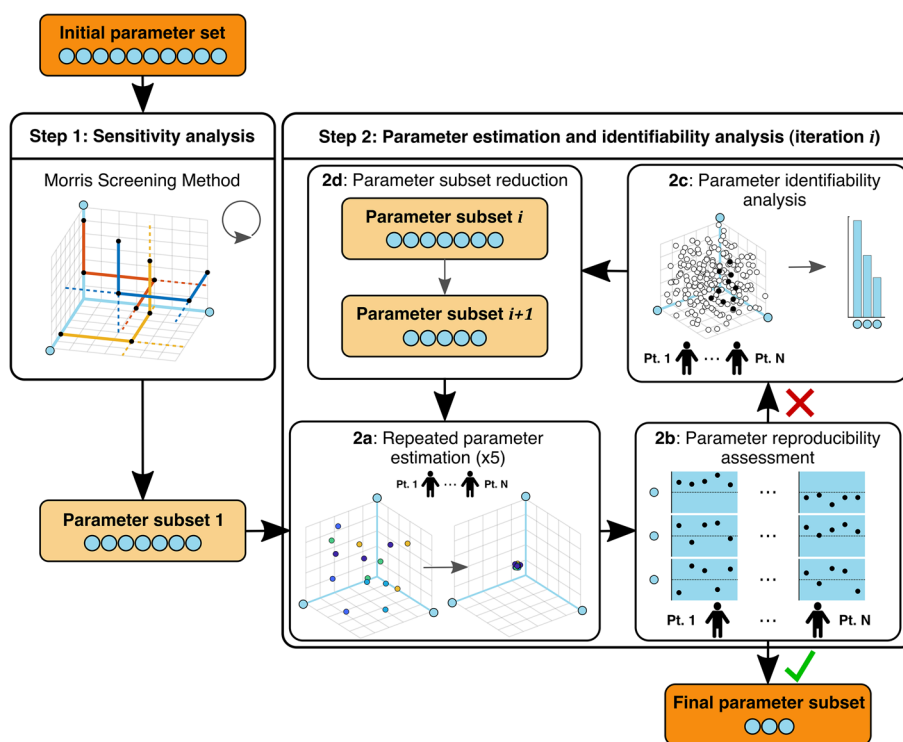 Initial parameter set
Step 1: Sensitivity analysis
Morris Screening Method
Parameter subset 1
Step 2: Parameter estimation and identifiability analysis (iteration i)
2d: Parameter subset reduction
Parameter subset i
Parameter subset i+1
2c: Parameter identifiability
analysis
Pt. 1 ... Pt. N
2a: Repeated parameter
estimation (x5)
Pt. 1 ... Pt. N
2b: Parameter reproducibility
assessment
...
...
...
Pt. 1 ... Pt. N
Final parameter subset